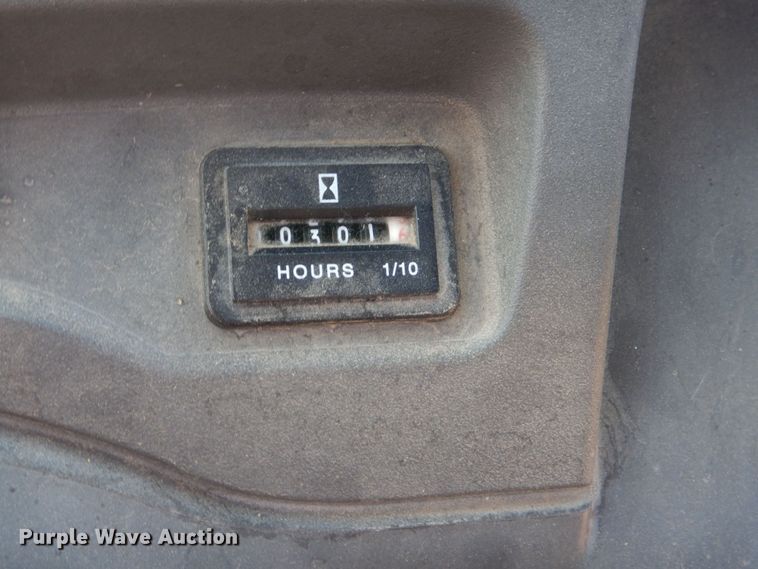 0301
HOURS 1/10
Purple Wave Auction